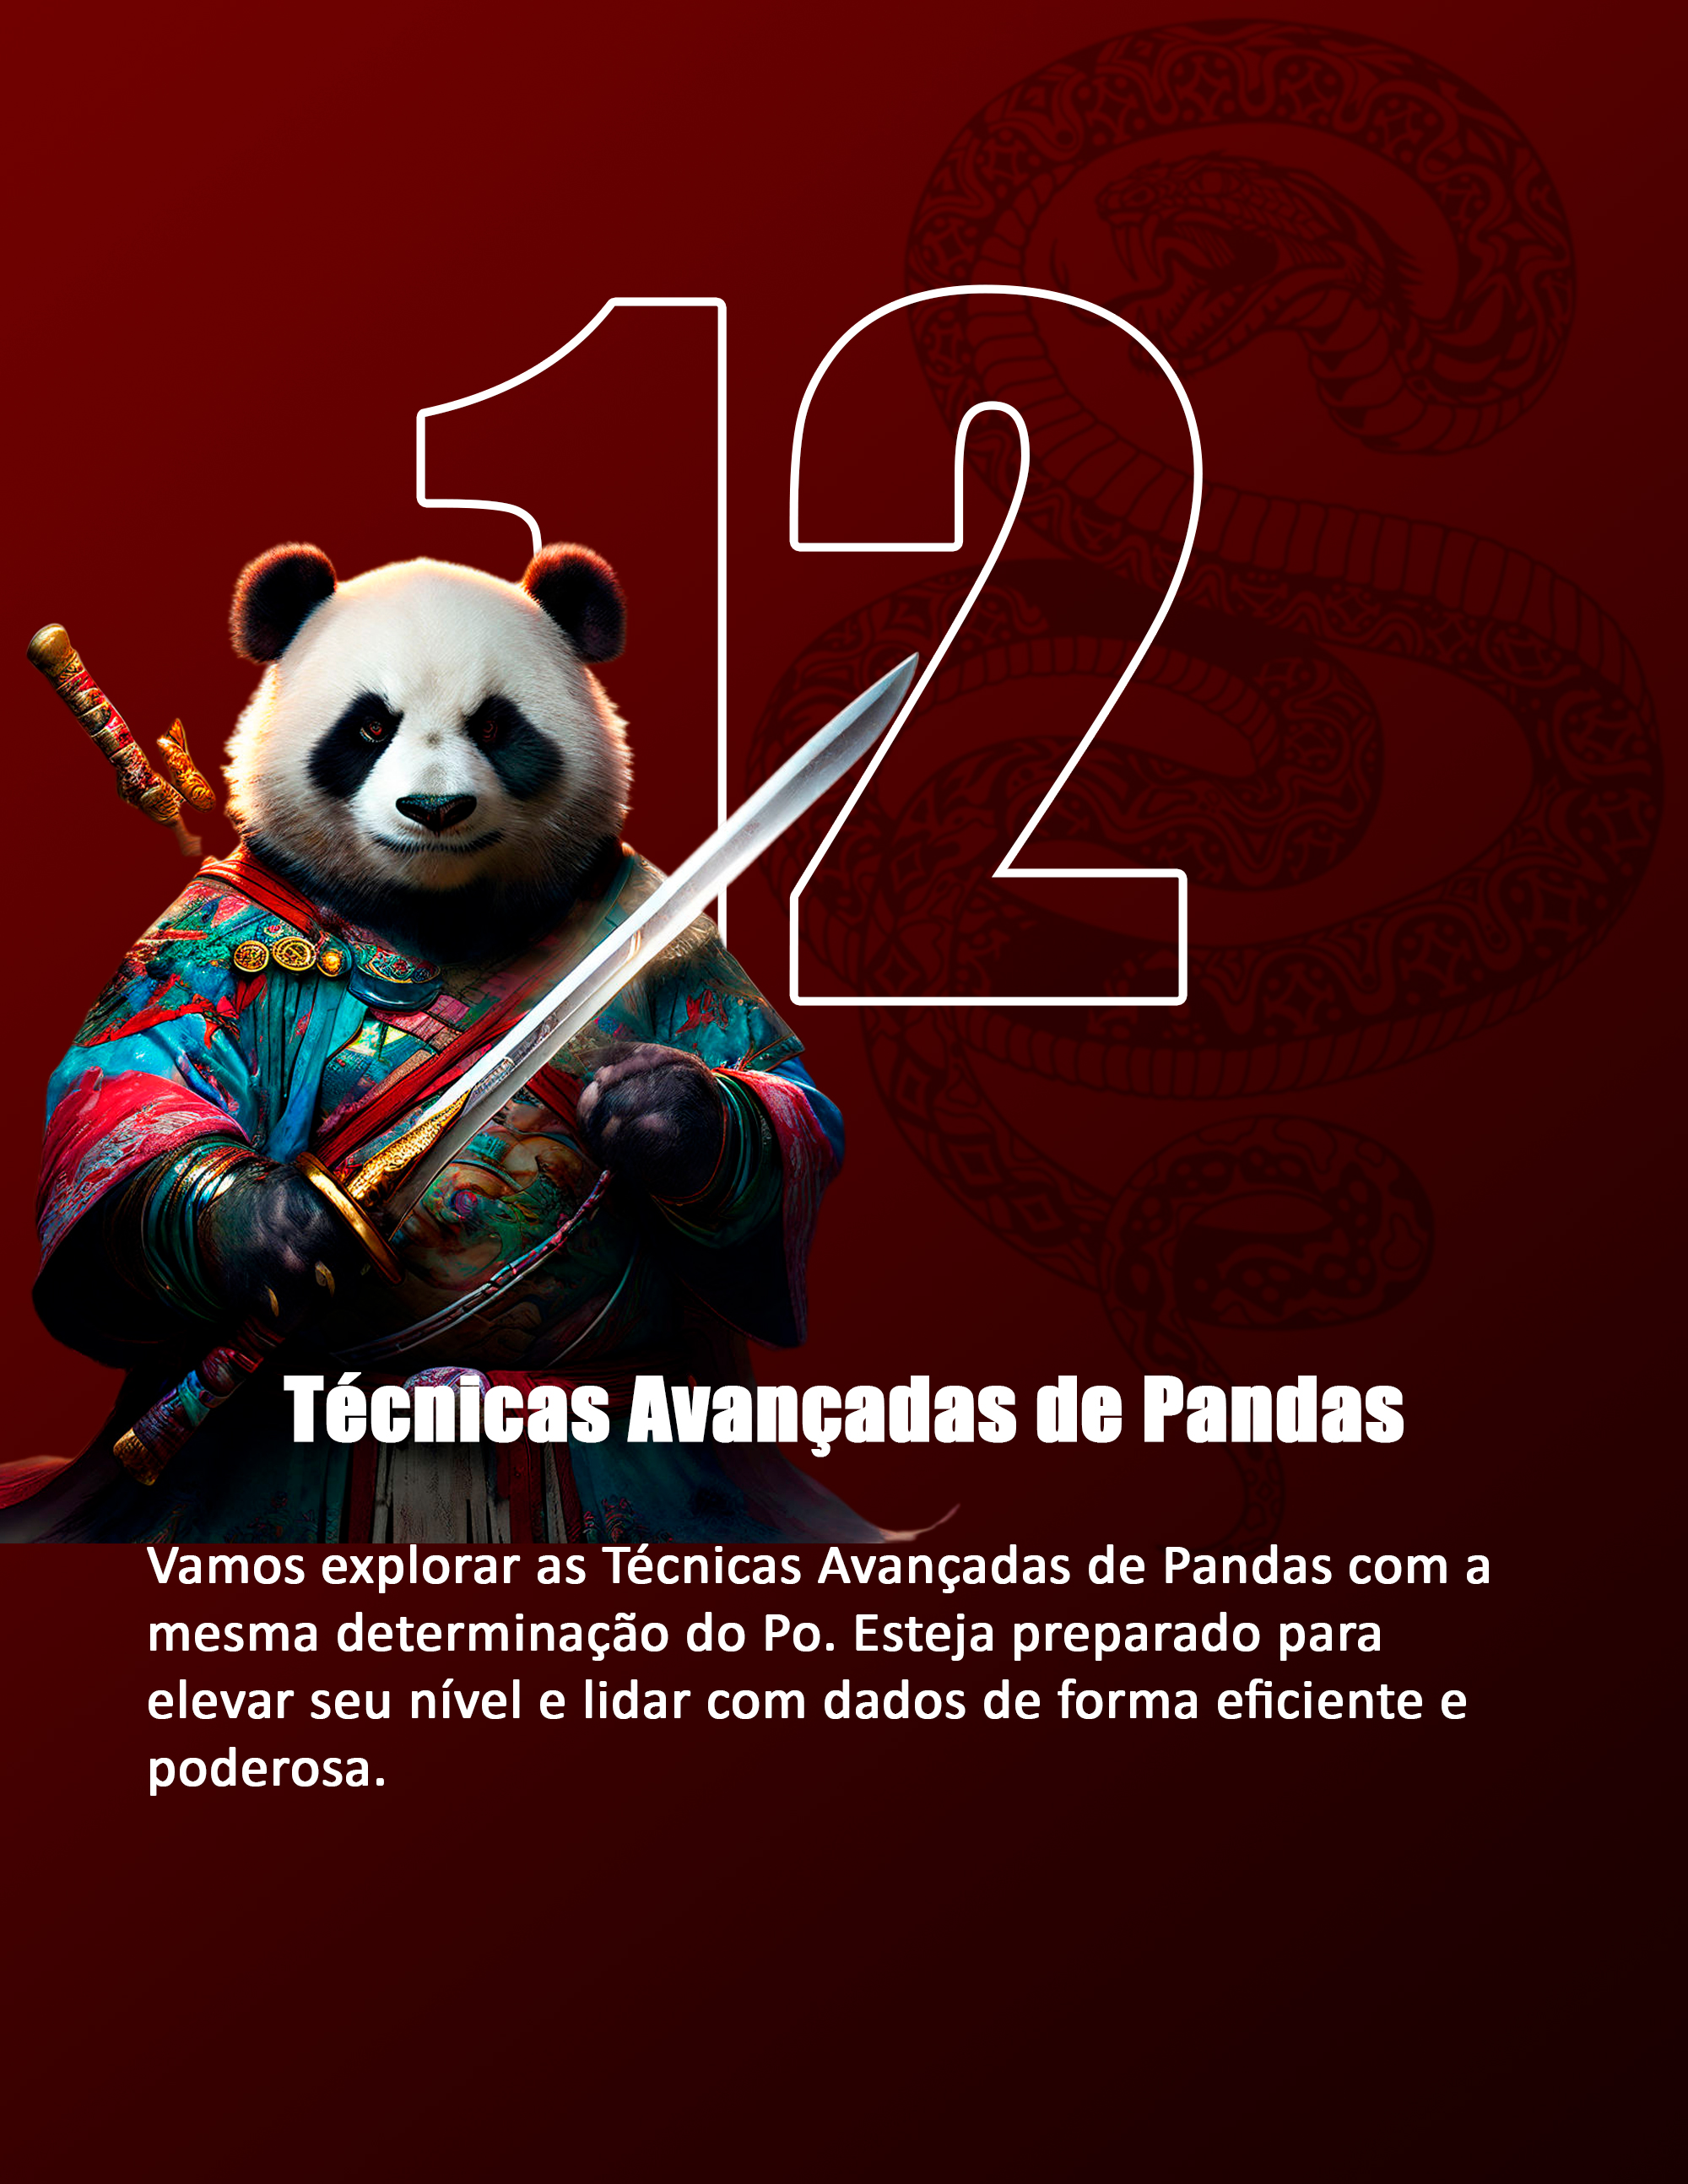 12
Técnicas Avançadas de Pandas
Vamos explorar as Técnicas Avançadas de Pandas com a
mesma determinação do Po. Esteja preparado para
elevar seu nível e lidar com dados de forma eficiente e
poderosa.